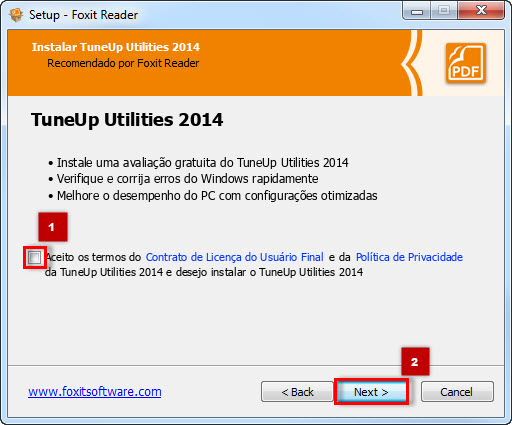 Setup - Foxit Reader
Instalar TuneUp Utilities 2014
Recomendado por Foxit Reader
PDF
TuneUp Utilities 2014
• Instale uma avaliação gratuita do TuneUp Utilities 2014
• Verifique e corrija erros do Windows rapidamente
• Melhore o desempenho do PC com configurações otimizadas
1
Aceito os termos do Contrato de Licença do Usuário Final e da Política de Privacidade
da TuneUp Utilities 2014 e desejo instalar o TuneUp Utilities 2014
2
www.foxitsoftware.com
< Back
Next >
Cancel